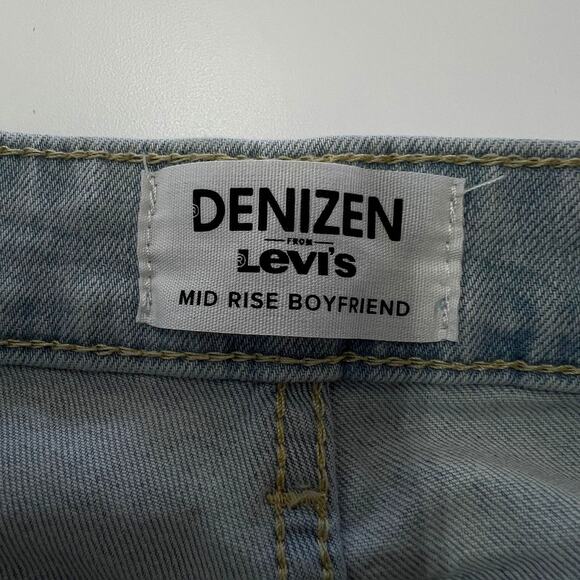 ®DENIZEN
FROM
®Levi's
MID RISE BOYFRIEND